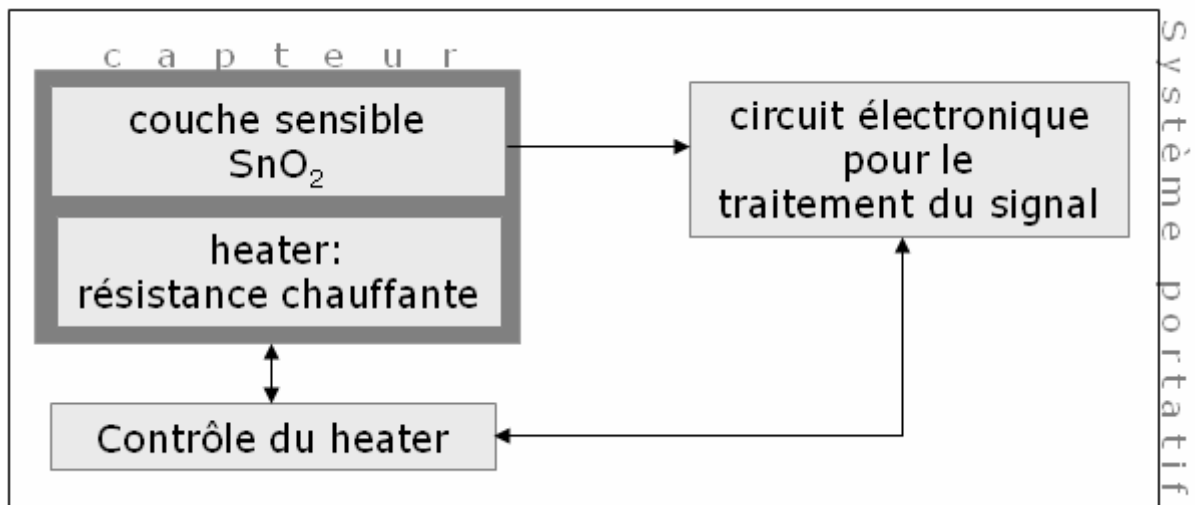 capteur
couche sensible
SnO₂
heater:
résistance chauffante
Contrôle du heater
circuit électronique
pour le
traitement du signal
Système portatif